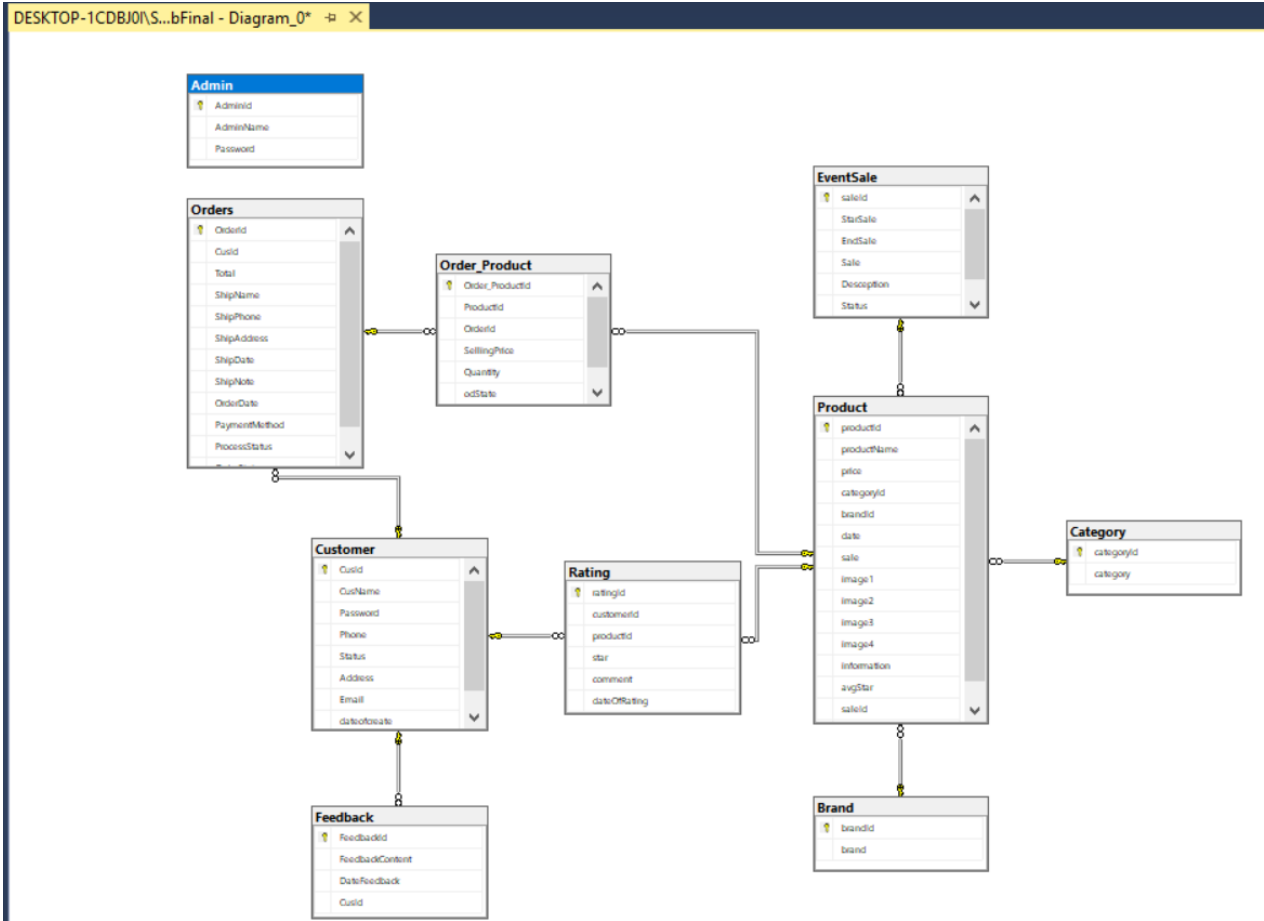 DESKTOP-1CDBJ0I\S...bFinal - Diagram_0*
Admin
AdminId
AdminName
Password
Orders
OrderId
CusId
Total
ShipName
ShipPhone
ShipAddress
ShipDate
ShipNote
OrderDate
PaymentMethod
ProcessStatus
Order_Product
Order_ProductId
ProductId
OrderId
SelllingPrice
Quantity
odState
EventSale
saleId
StarSale
EndSale
Sale
Desception
Status
Product
productId
productName
price
categoryId
brandId
date
sale
image1
image2
image3
image4
information
avgStar
saleId
Category
categoryId
category
Customer
CusId
CusName
Password
Phone
Status
Address
Email
dateofcreate
Rating
ratingId
customerId
productId
star
comment
dateOfRating
Feedback
FeedbackId
FeedbackContent
DateFeedback
CusId
Brand
brandId
brand